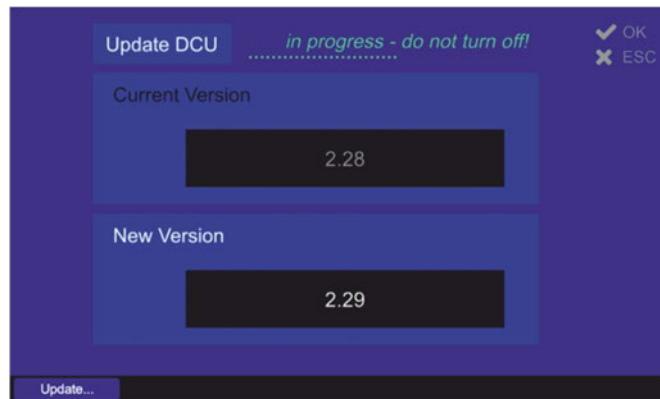 Update DCU
in progress - do not turn off!
OK
ESC
Current Version
2.28
New Version
2.29
Update...